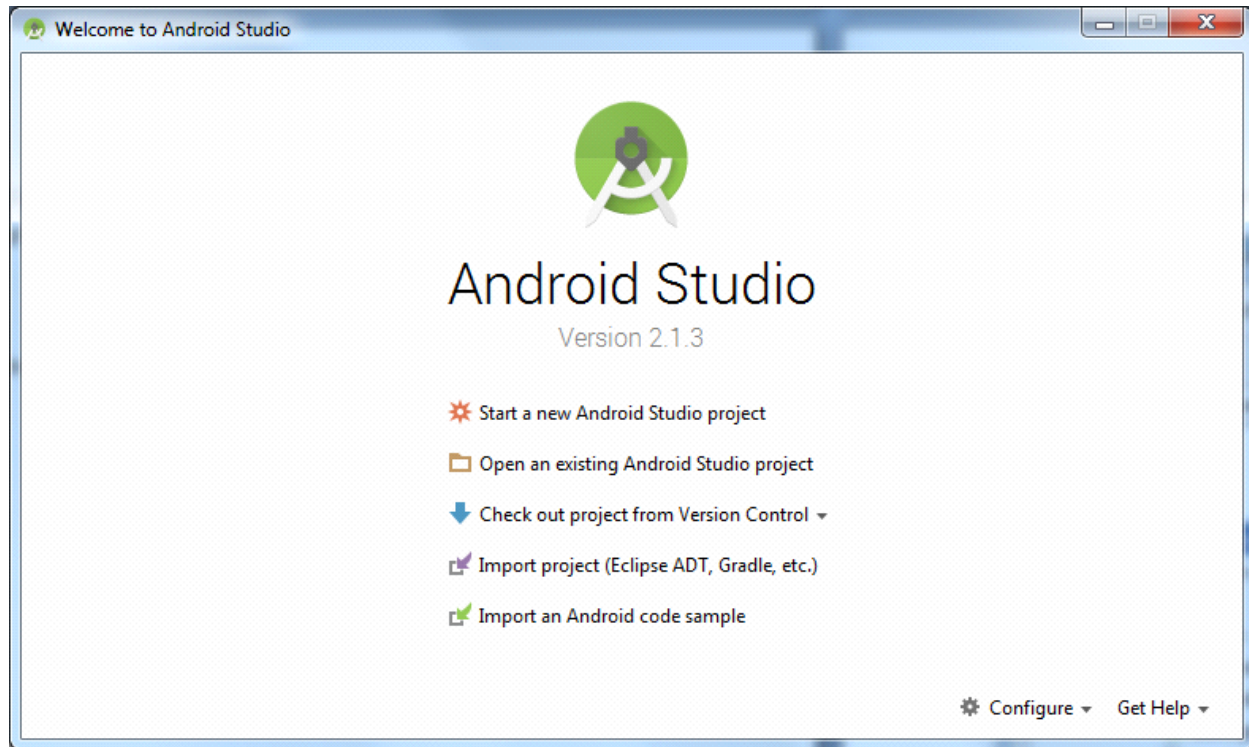 Welcome to Android Studio
Android Studio
Version 2.1.3
Start a new Android Studio project
Open an existing Android Studio project
Check out project from Version Control
Import project (Eclipse ADT, Gradle, etc.)
Import an Android code sample
Configure Get Help